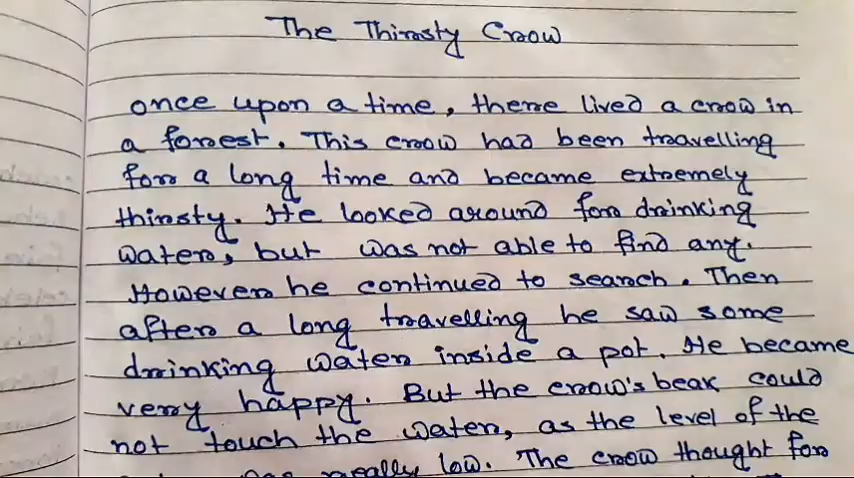 The Thirsty Crow
once upon a time, there lived a crow in
a forest. This crow had been travelling
for a long time and became extremely
thirsty. He looked around for drinking
water, but was not able to find any.
However he continued to search. Then
after a long travelling he saw some
drinking water inside a pot. He became
very happy. But the crow's beak could
not touch the water, as the level of the
was really low. The crow thought for